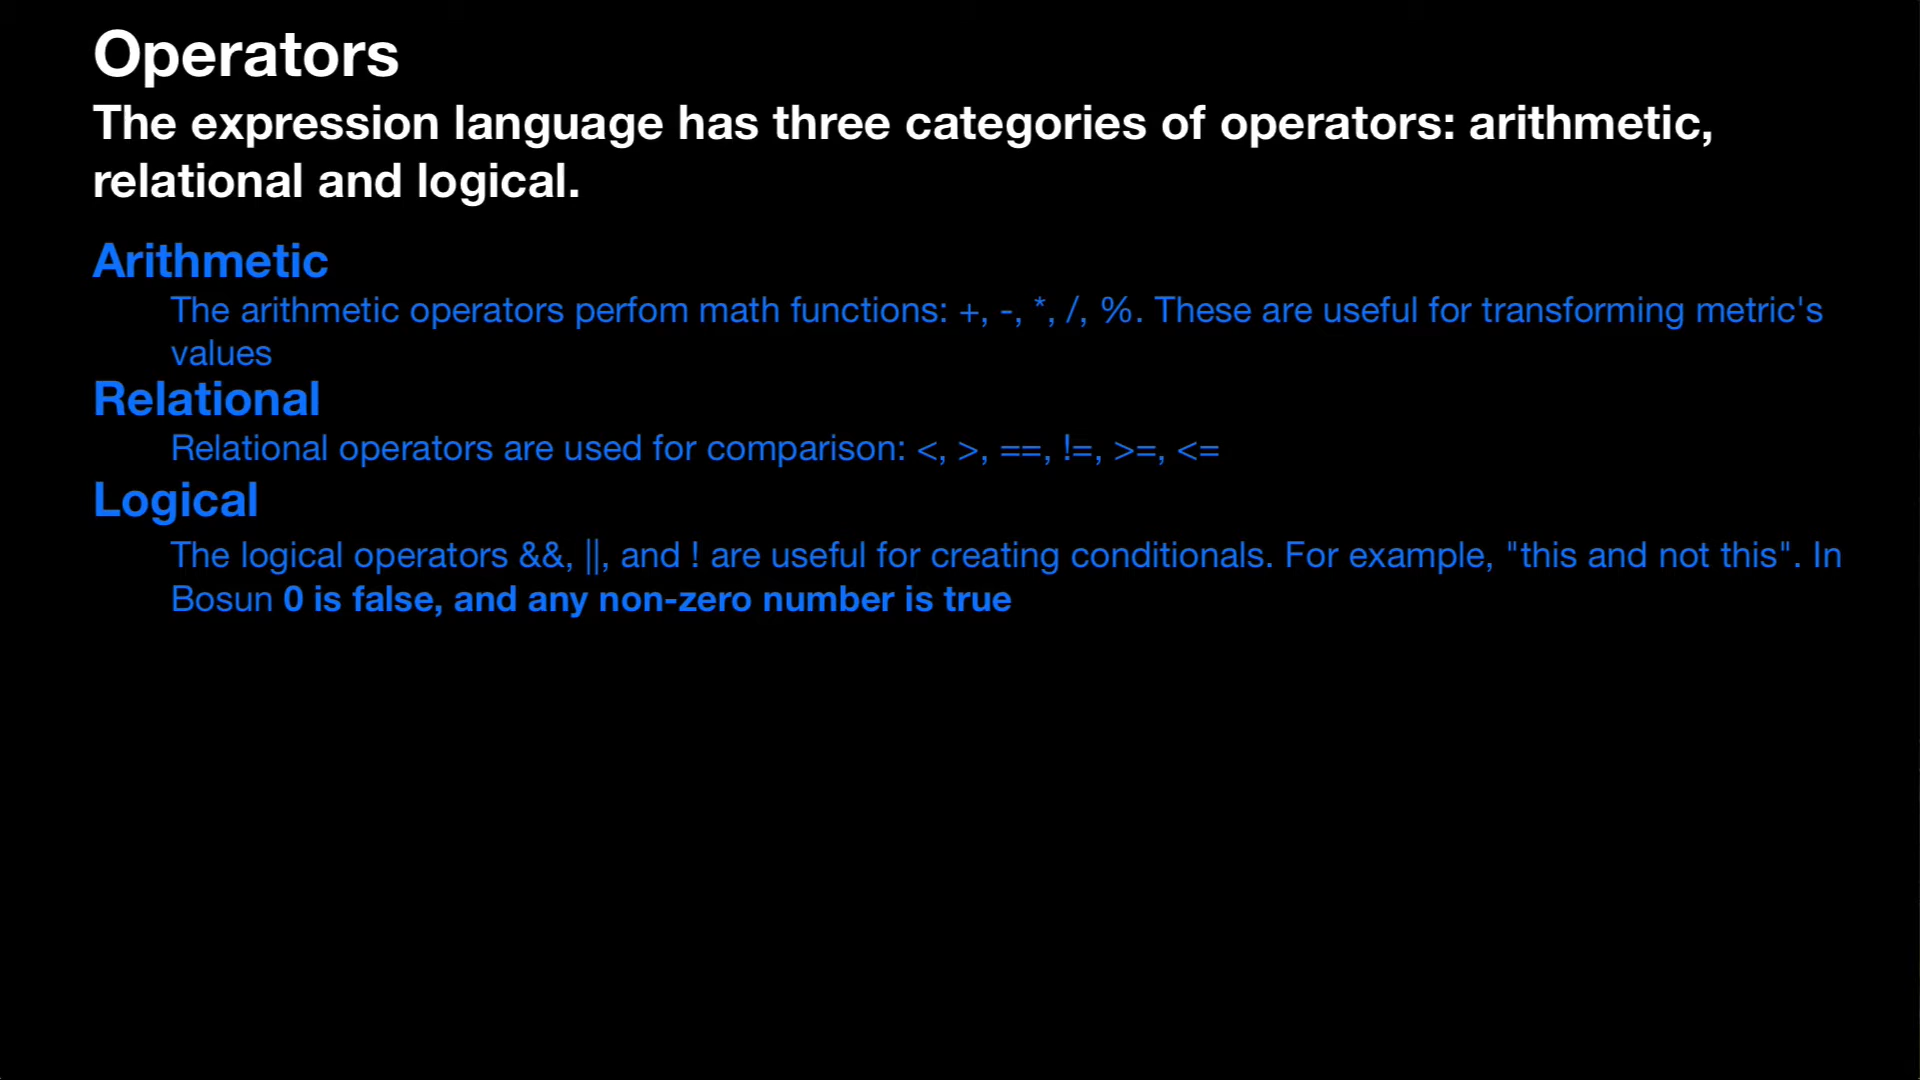 Operators
The expression language has three categories of operators: arithmetic,
relational and logical.
Arithmetic
The arithmetic operators perfom math functions: +, -, *, /, %. These are useful for transforming metric's
values
Relational
Relational operators are used for comparison: <, >, ==, !=, >=, <=
Logical
The logical operators &&, ||, and ! are useful for creating conditionals. For example, "this and not this". In
Bosun 0 is false, and any non-zero number is true